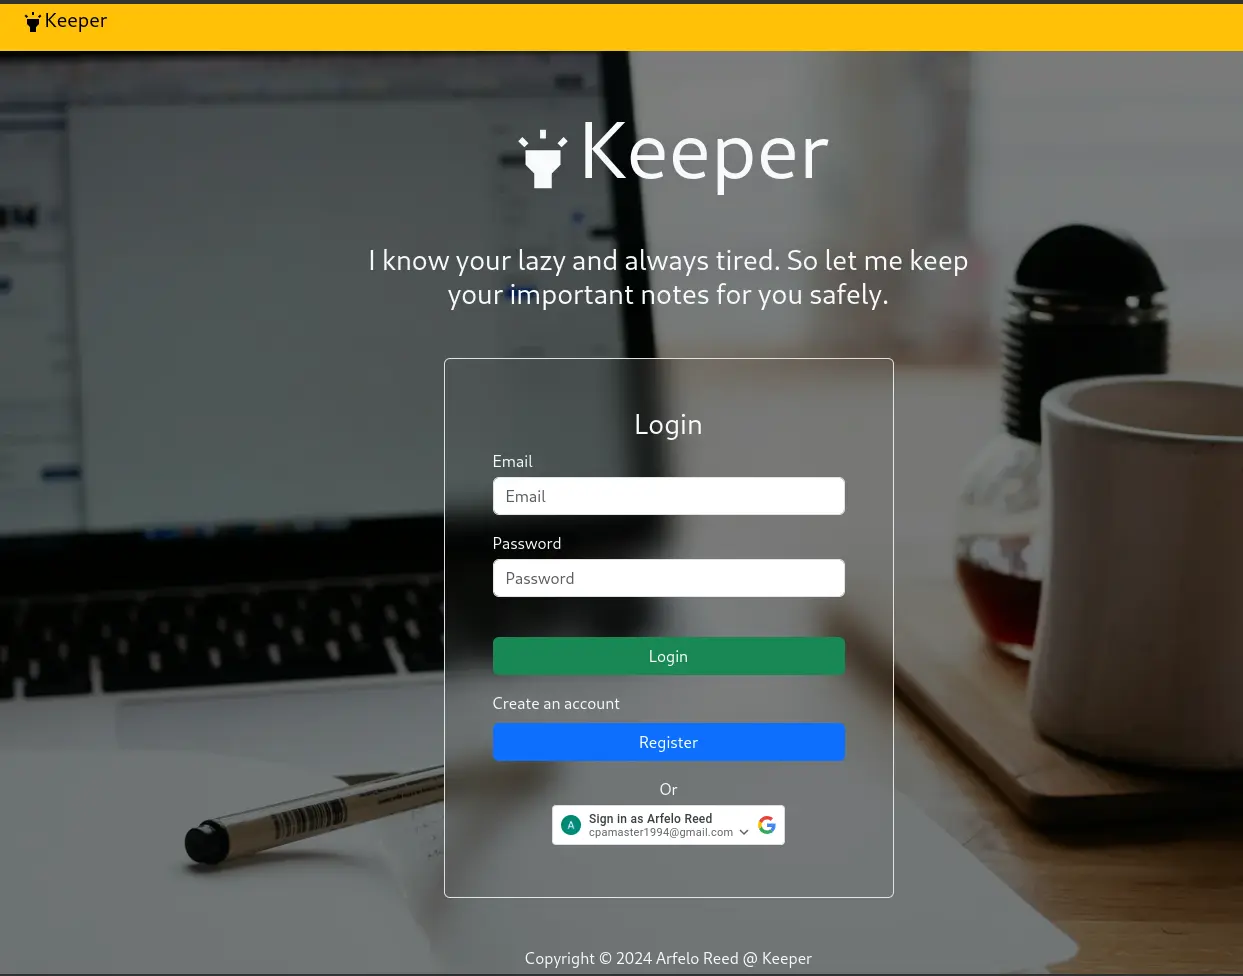 Keeper
Keeper
I know your lazy and always tired. So let me keep
your important notes for you safely.
Login
Email
Email
Password
Password
Login
Create an account
Register
Or
A
Sign in as Arfelo Reed
cpamaster1994@gmail.com
Copyright © 2024 Arfelo Reed @ Keeper